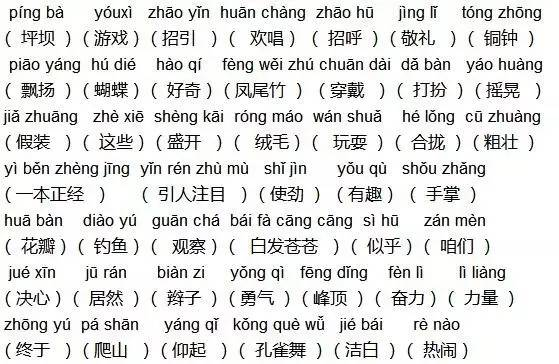 píng bà yóuxì zhāo yǐn huān chàng zhāo hū jìng lǐ tóng zhōng
( 坪坝 ) (游戏 ) ( 招引 ) ( 欢唱 ) ( 招呼 ) ( 敬礼 ) ( 铜钟 )
piāo yáng hú dié hào qí fèng wěi zhú chuān dài dǎ bàn yáo huàng
( 飘扬 ) ( 蝴蝶 ) ( 好奇 ) (凤尾竹 ) ( 穿戴 ) ( 打扮 ) (摇晃 )
jiǎ zhuāng zhè xiē shèng kāi róng máo wán shuǎ hé lǒng cū zhuàng
( 假装 ) ( 这些 ) ( 盛开 ) ( 绒毛 ) ( 玩耍 ) ( 合拢 ) ( 粗壮 )
yì běn zhèng jīng yǐn rén zhù mù shǐ jìn yǒu qù shǒu zhǎng
(一本正经 ) ( 引人注目 ) ( 使劲) ( 有趣 ) ( 手掌 )
huā bàn diào yú guān chá bái fà cāng cāng sì hū zán mèn
( 花瓣 ) ( 钓鱼 ) ( 观察 ) ( 白发苍苍 ) ( 似乎 ) ( 咱们 )
jué xīn jū rán biàn zi yǒng qì fēng dǐng fèn lì lì liàng
(决心 ) ( 居然 ) ( 辫子 ) ( 勇气 ) ( 峰顶 ) ( 奋力 ) ( 力量 )
zhōng yú pá shān yáng qǐ kǒng què wǔ jié bái rè nào
( 终于 ) ( 爬山 ) ( 仰起 ) ( 孔雀舞 ) (洁白 ) ( 热闹 )